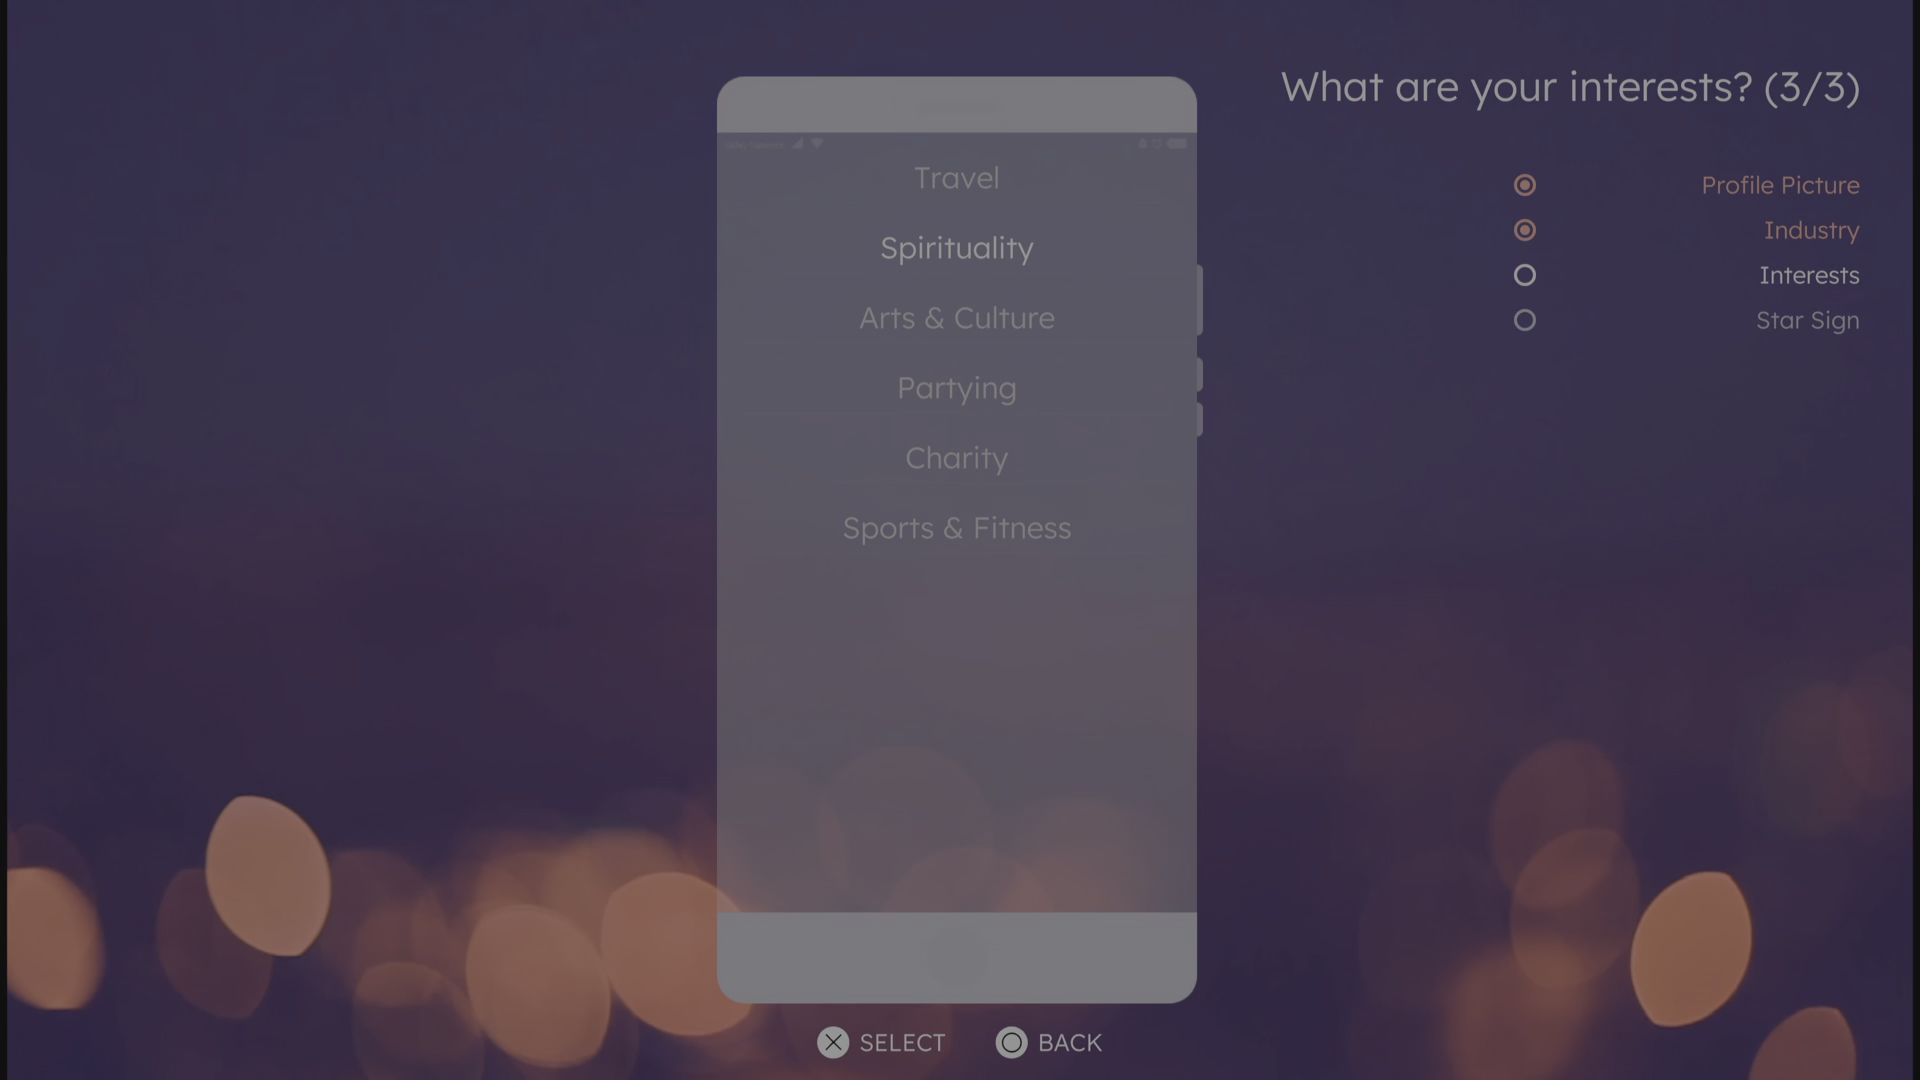 What are your interests? (3/3)
Travel
Spirituality
Arts & Culture
Partying
Charity
Sports & Fitness
Profile Picture
Industry
Interests
Star Sign
SELECT
BACK